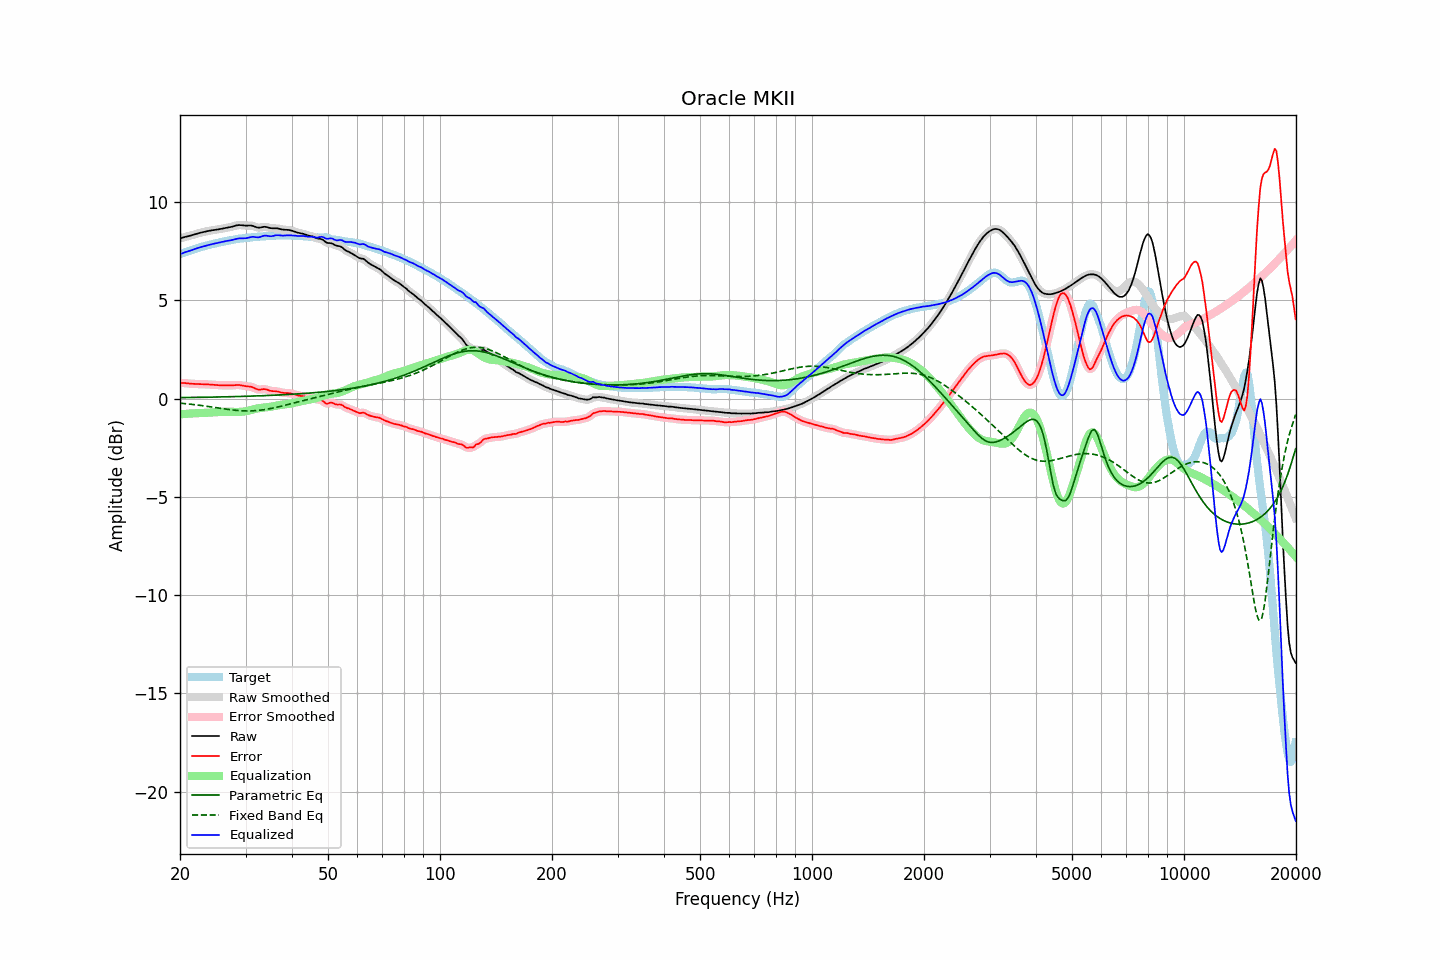 Oracle MKII
Amplitude (dBr)
10
5
0
−5
−10
−15
−20
Target
Raw Smoothed
Error Smoothed
Raw
Error
Equalization
Parametric Eq
Fixed Band Eq
Equalized
20 50 100 200 500 1000 2000 5000 10000 20000
Frequency (Hz)